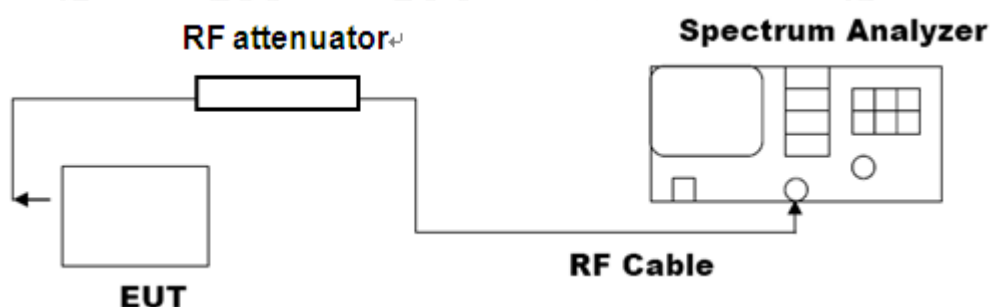 RF attenuator↵
Spectrum Analyzer
RF Cable
EUT